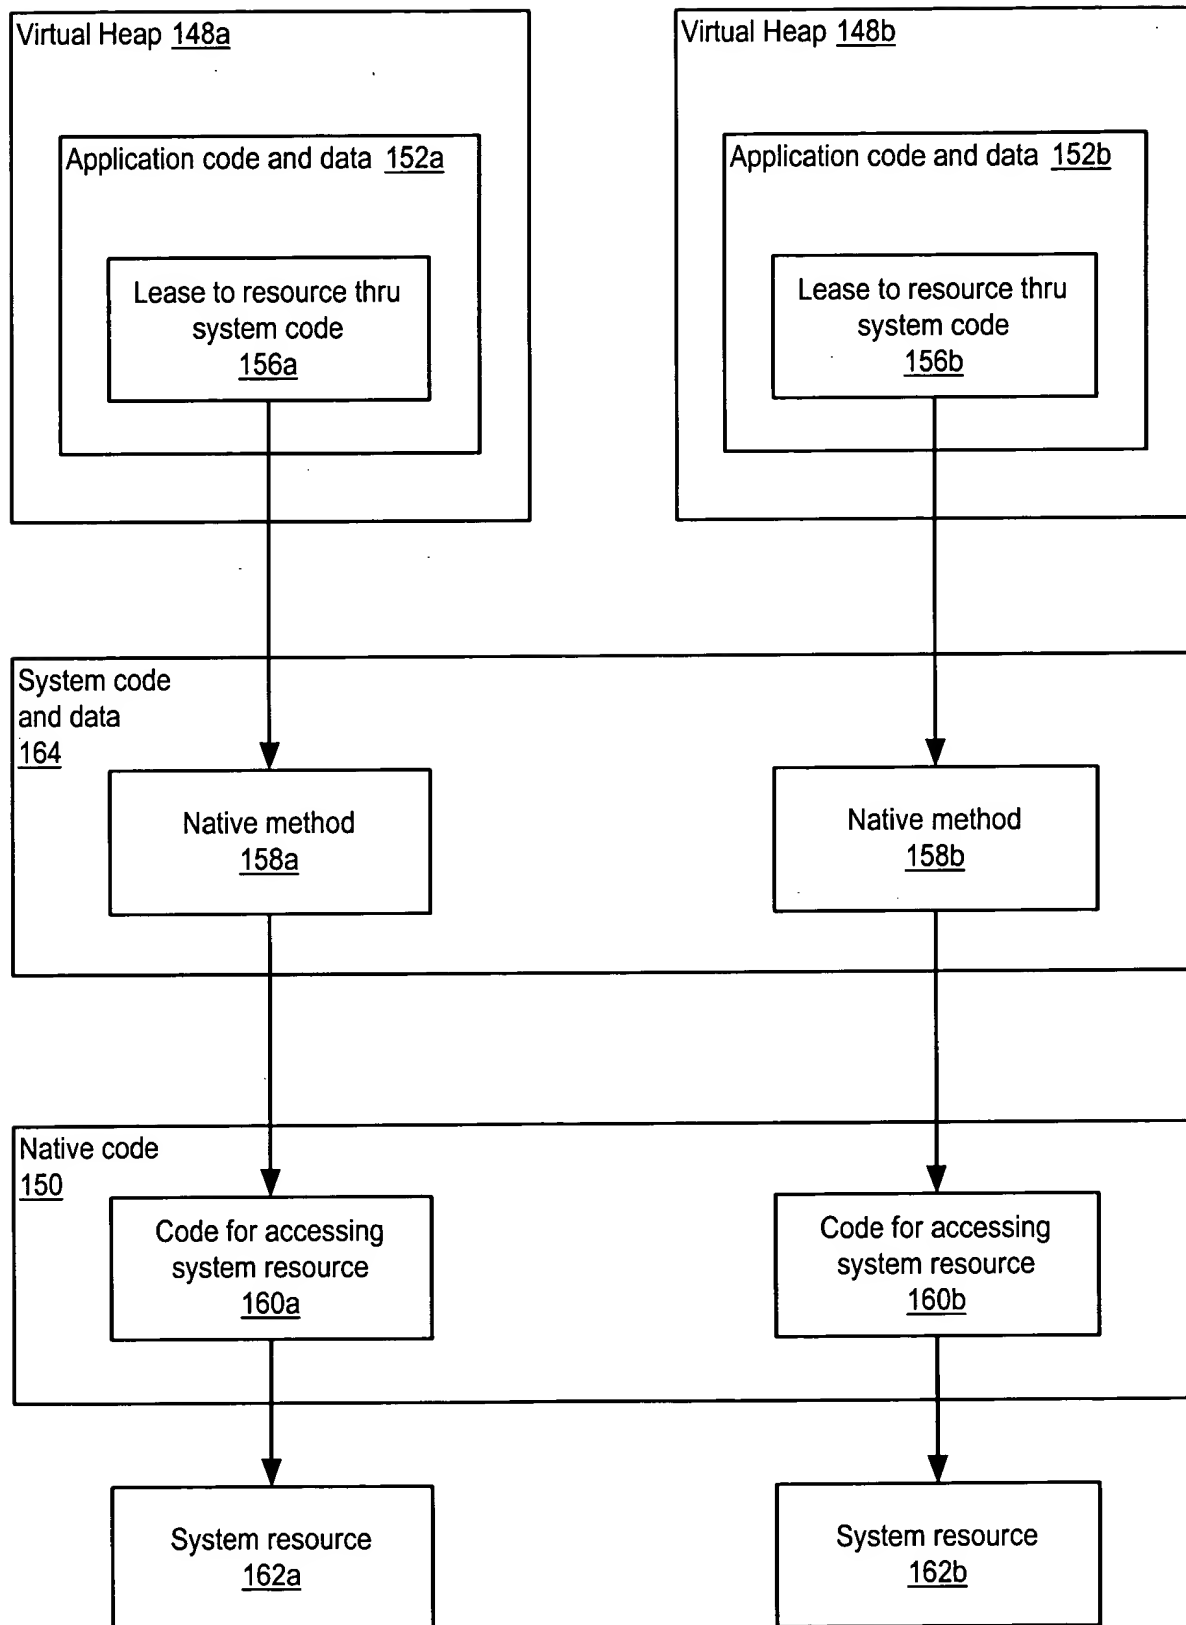 Virtual Heap 148a
Application code and data 152a
Lease to resource thru
system code
156a
Virtual Heap 148b
Application code and data 152b
Lease to resource thru
system code
156b
System code
and data
164
Native method
158a
Native method
158b
Native code
150
Code for accessing
system resource
160a
Code for accessing
system resource
160b
System resource
162a
System resource
162b